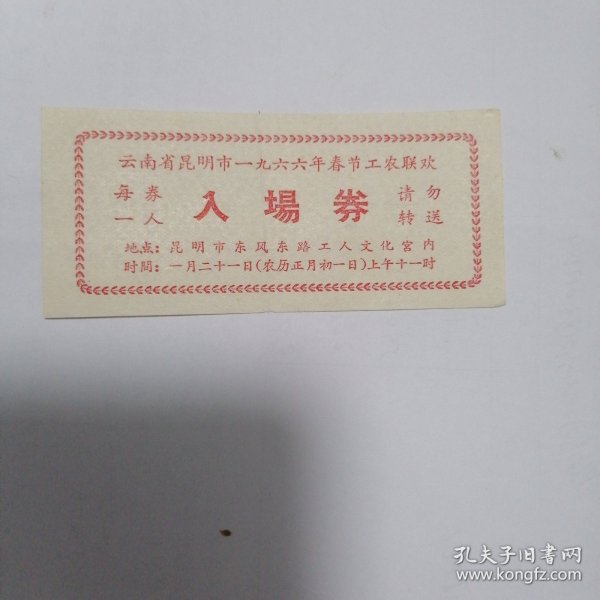 云南省昆明市一九六六年春节工农联欢
每券一人 入場券 请勿转送
地点：昆明市东风东路工人文化宫内
时間：一月二十一日(农历正月初一日)上午十一时
孔夫子旧书网
www.kongfz.com